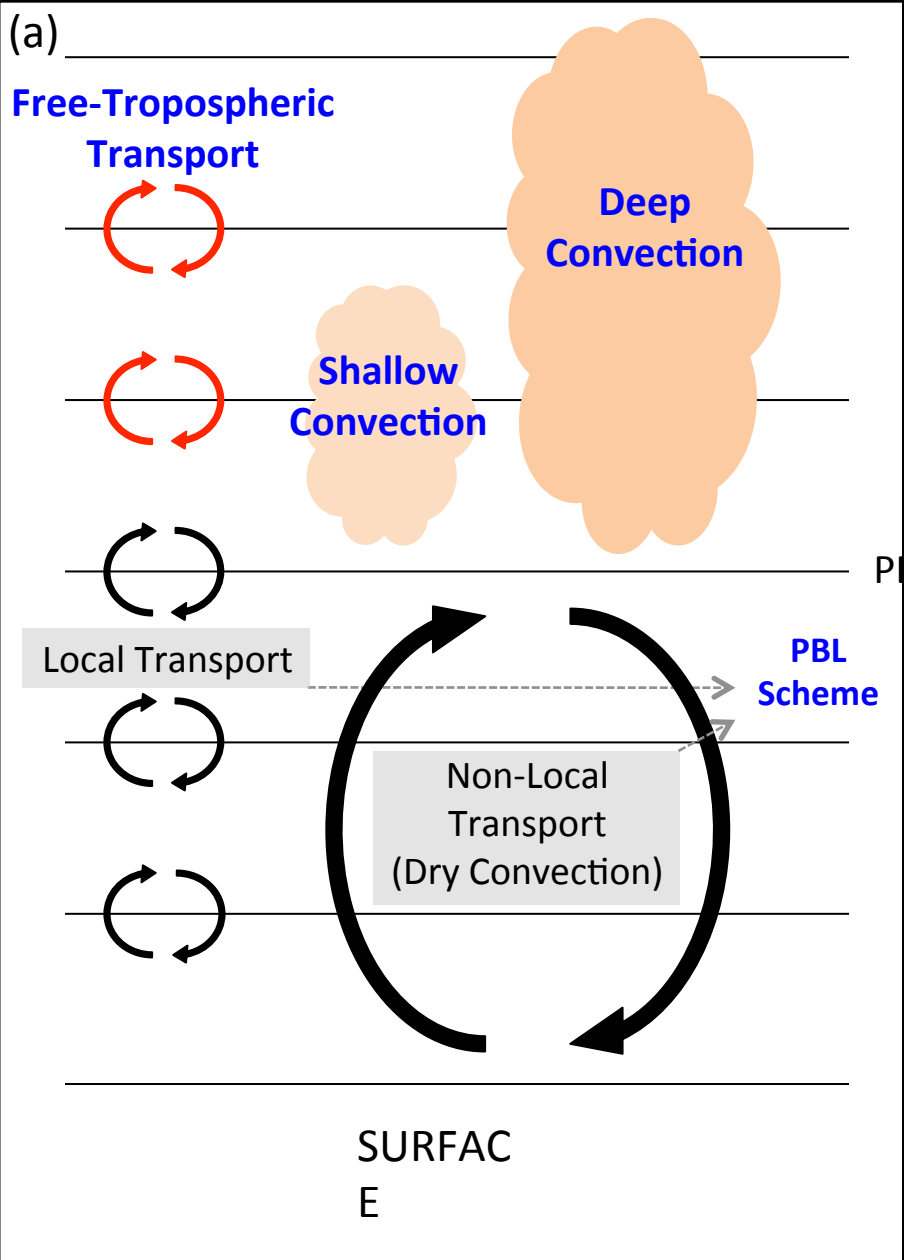 (a)
Free-Tropospheric
Transport
Deep
Convection
Shallow
Convection
Local Transport
PBL
Scheme
Non-Local
Transport
(Dry Convection)
SURFAC
E